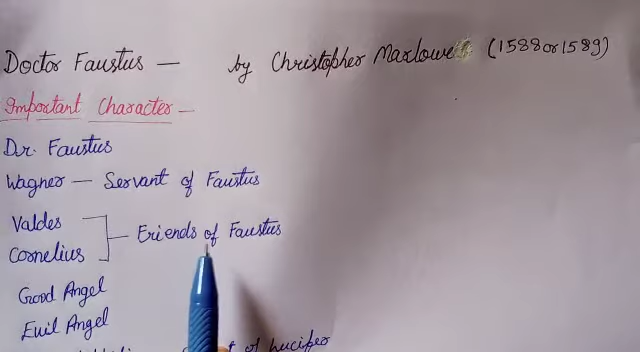 Doctor Faustus — by Christopher Marlowe (1588 or 1589)
Important Character —
Dr. Faustus
Wagner — Servant of Faustus
Valdes
Cornelius
Friends of Faustus
Good Angel
Evil Angel
of Lucifer